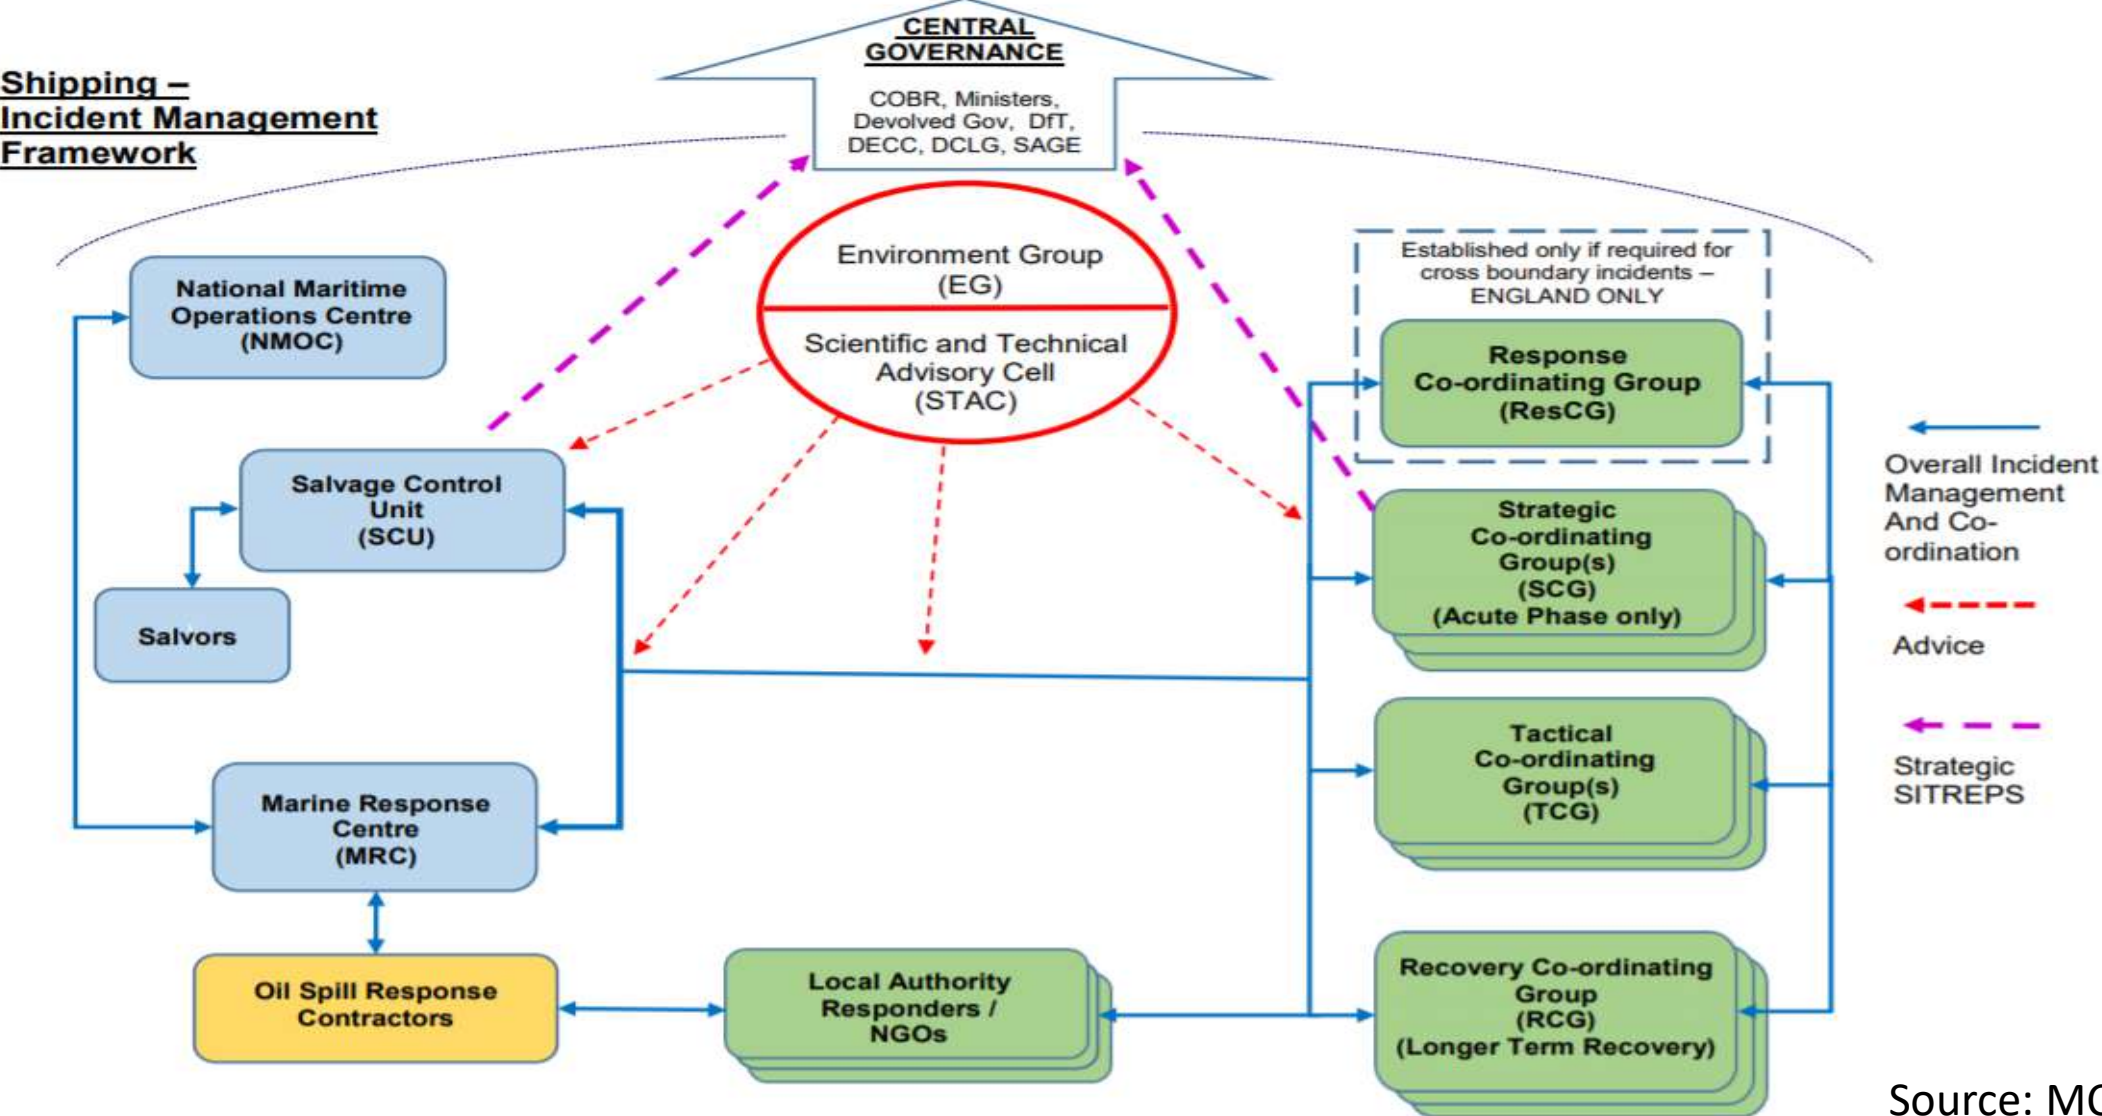 Shipping –
Incident Management
Framework
CENTRAL
GOVERNANCE
COBR, Ministers,
Devolved Gov, DfT,
DECC, DCLG, SAGE
Environment Group
(EG)
Scientific and Technical
Advisory Cell
(STAC)
National Maritime
Operations Centre
(NMOC)
Salvage Control
Unit
(SCU)
Salvors
Marine Response
Centre
(MRC)
Oil Spill Response
Contractors
Local Authority
Responders /
NGOs
Established only if required for
cross boundary incidents –
ENGLAND ONLY
Response
Co-ordinating Group
(ResCG)
Strategic
Co-ordinating
Group(s)
(SCG)
(Acute Phase only)
Tactical
Co-ordinating
Group(s)
(TCG)
Recovery Co-ordinating
Group
(RCG)
(Longer Term Recovery)
Overall Incident
Management
And Co-
ordination
Advice
Strategic
SITREPS
Source: